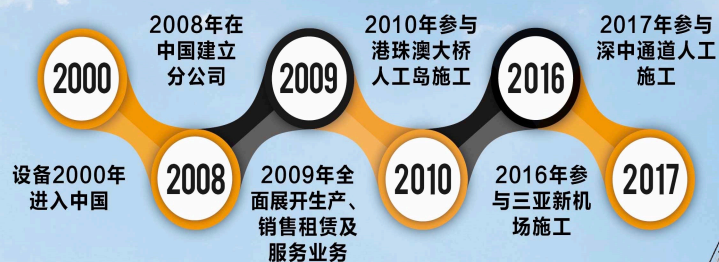 2000
设备2000年
进入中国
2008年在
中国建立
分公司
2008
2009
2009年全
面展开生产、
销售租赁及
服务业务
2010年参与
港珠澳大桥
人工岛施工
2010
2016
2016年参
与三亚新机
场施工
2017年参与
深中通道人工
施工
2017